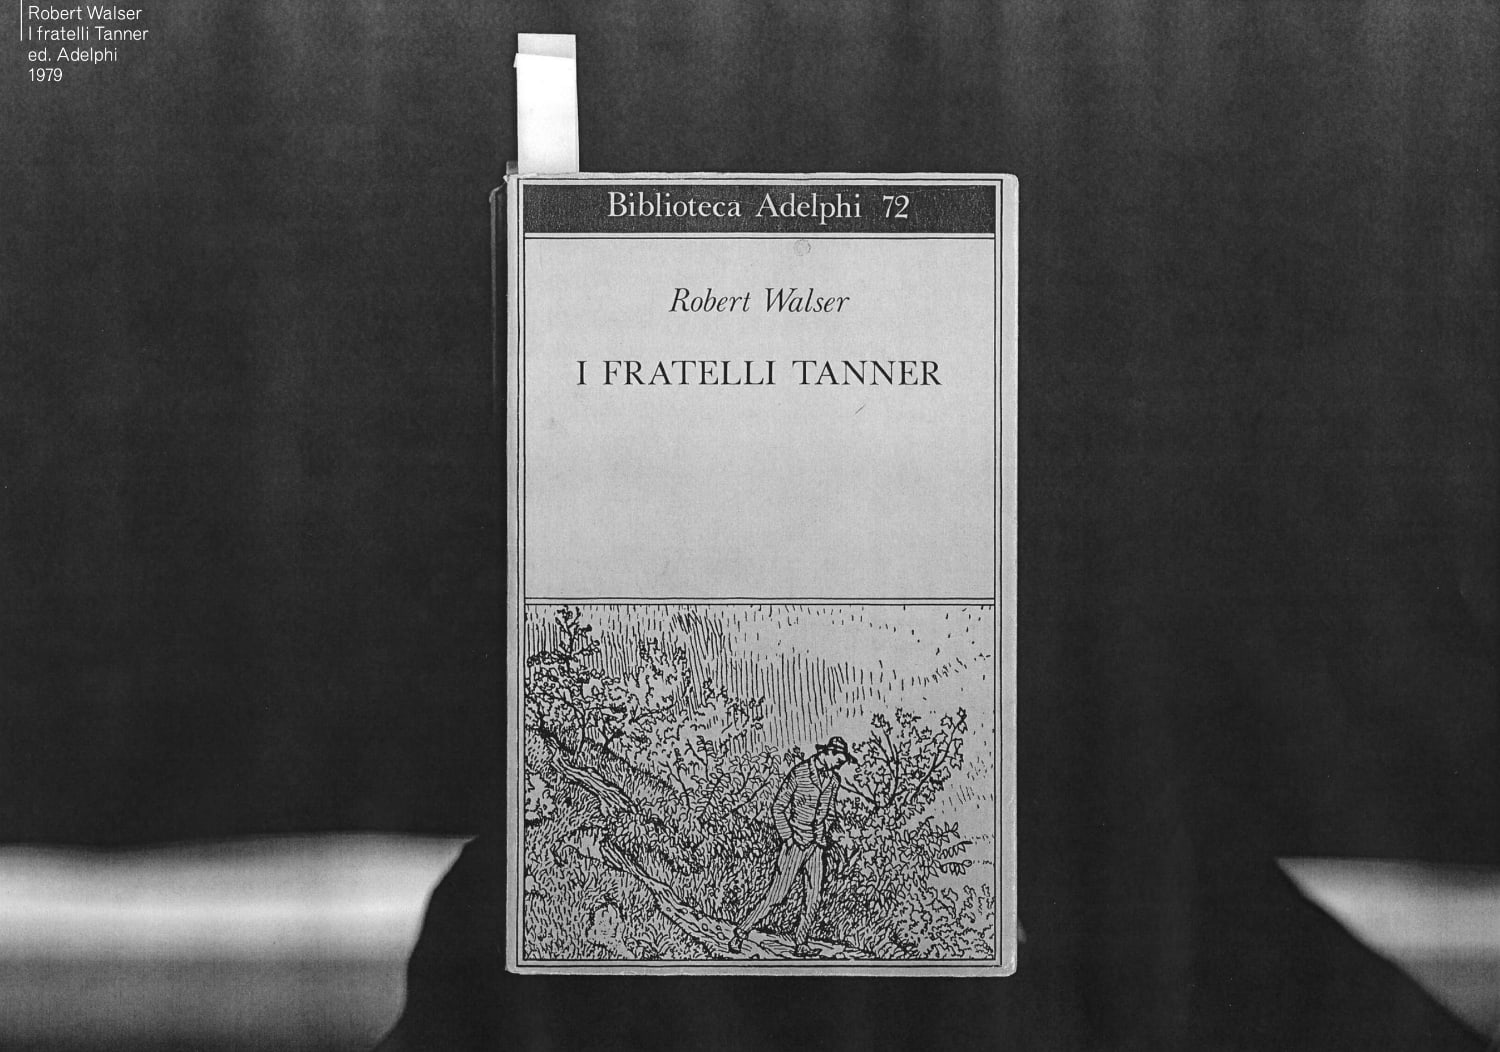 Robert Walser
I fratelli Tanner
ed. Adelphi
1979
Biblioteca Adelphi 72
Robert Walser
I FRATELLI TANNER